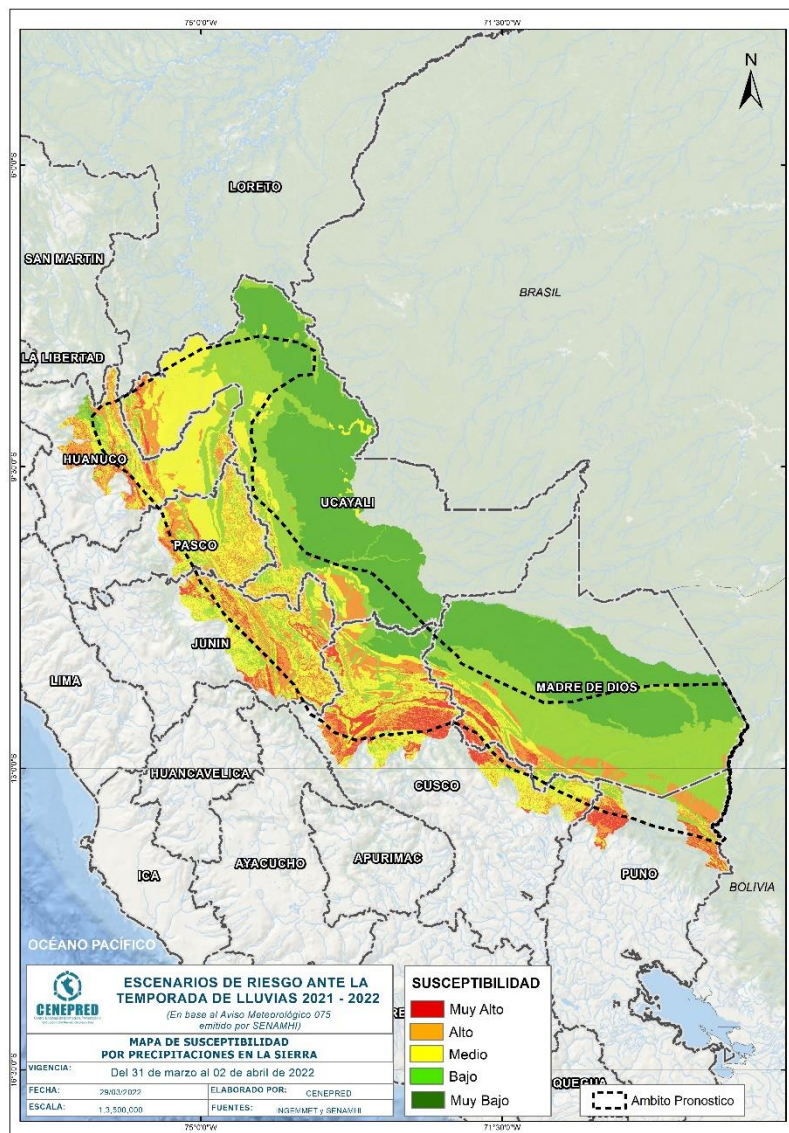 75°0'0"W
71°30'0"W
N
LORETO
SAN MARTIN
BRASIL
LA LIBERTAD
HUANUCO
UCAYALI
PASCO
JUNIN
LIMA
MADRE DE DIOS
HUANCAVELICA
CUSCO
ICA
AYACUCHO
APURIMAC
PUNO
BOLIVIA
OCÉANO PACÍFICO
CENEPRED
ESCENARIOS DE RIESGO ANTE LA
TEMPORADA DE LLUVIAS 2021 - 2022
(En base al Aviso Meteorológico 075
emitido por SENAMHI)
MAPA DE SUSCEPTIBILIDAD
POR PRECIPITACIONES EN LA SIERRA
VIGENCIA: Del 31 de marzo al 02 de abril de 2022
FECHA: 29/03/2022 ELABORADO POR: CENEPRED
ESCALA: 1:3,500,000 FUENTES: INGEMMET y SENAMHI
SUSCEPTIBILIDAD
Muy Alto
Alto
Medio
Bajo
Muy Bajo
QUEGUA
Ambito Pronostico
75°0'0"W
71°30'0"W